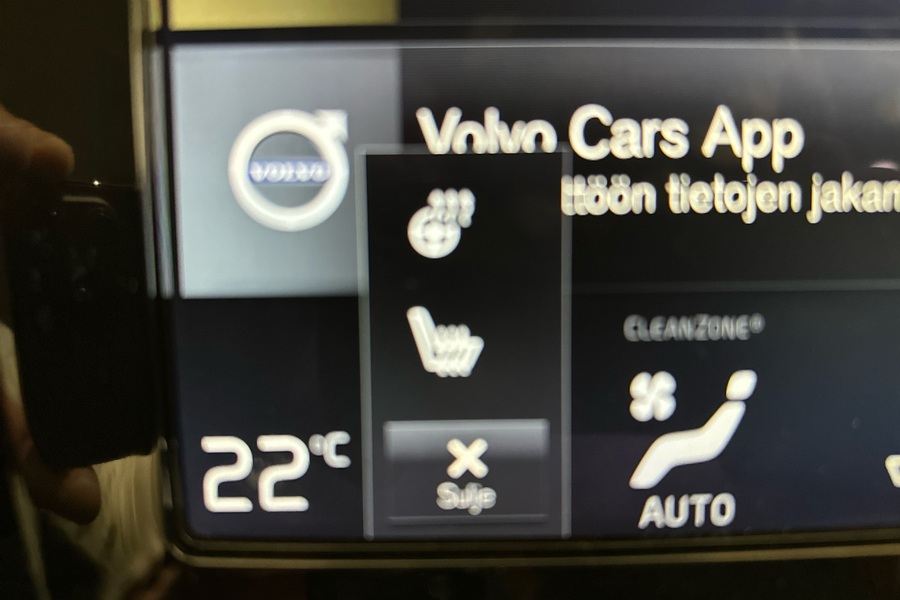 VOLVO
Volvo Cars App
ttöön tietojen jakam
CLEANZONE®
22°C
Sulje
AUTO